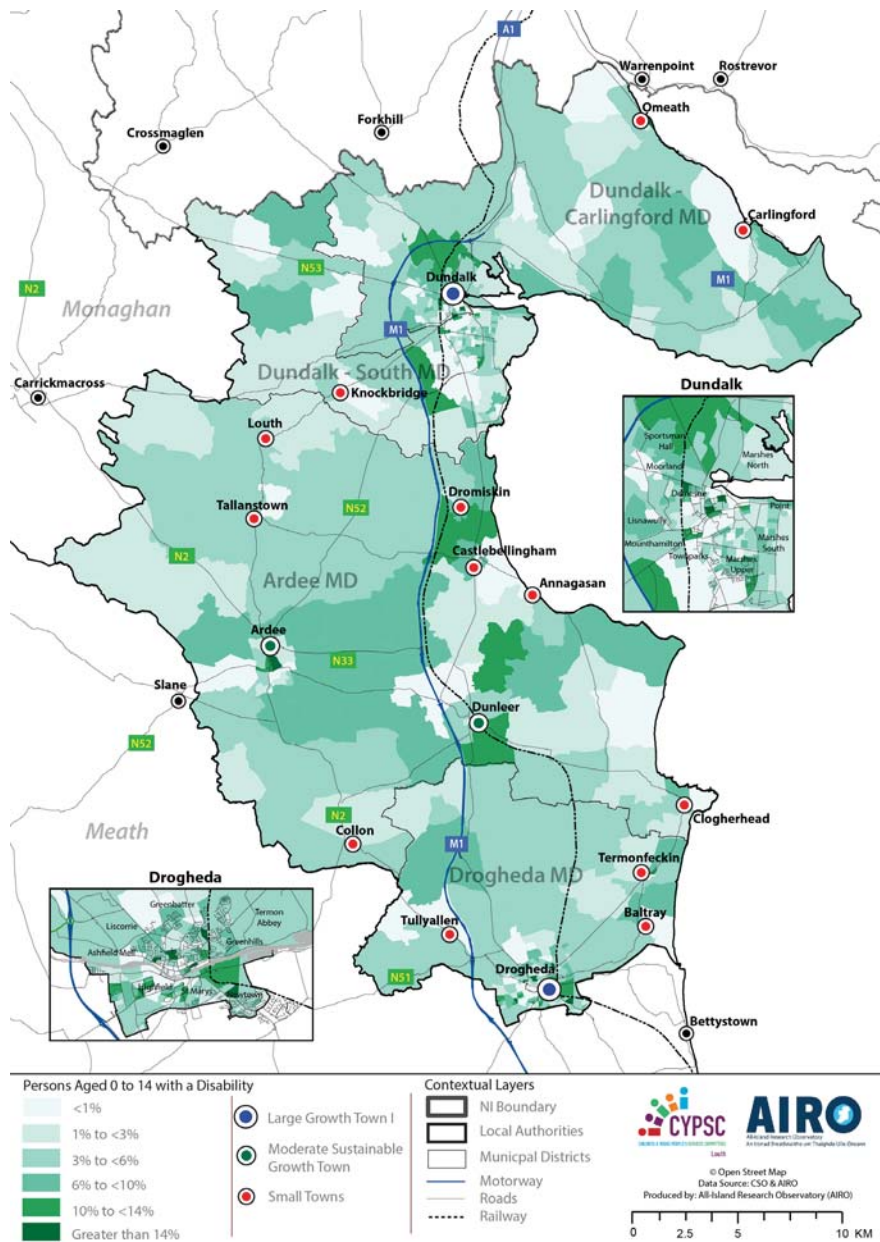 A1
Warrenpoint
Rostrevor
Omeath
Forkhill
Crossmaglen
Dundalk -
Carlingford MD
Carlingford
N53
Dundalk
M1
N2
Monaghan
M1
Dundalk - South MD
Carrickmacross
Knockbridge
Dundalk
Sportsman
Hall
Marshes
North
Moorland
Point
Lisnawully
Mounthamilton
Townparks
Marshes
South
Marshes
Upper
Louth
Dromiskin
Tallanstown
N52
N2
Castlebellingham
Ardee MD
Annagasan
Ardee
N33
Slane
Dunleer
N52
Meath
N2
Collon
Clogherhead
M1
Termonfeckin
Drogheda MD
Drogheda
Greenbatter
Termon
Abbey
Liscorrie
Greenhills
Ashfield Mell
Highfield
St Marys
Newtown
Tullyallen
Baltray
N51
Drogheda
Bettystown
Persons Aged 0 to 14 with a Disability
<1%
1% to <3%
3% to <6%
6% to <10%
10% to <14%
Greater than 14%
Large Growth Town I
Moderate Sustainable
Growth Town
Small Towns
Contextual Layers
NI Boundary
Local Authorities
Municpal Districts
Motorway
Roads
Railway
CYPSC
Louth
AIRO
© Open Street Map
Data Source: CSO & AIRO
Produced by: All-Island Research Observatory (AIRO)
0 2.5 5 10 KM